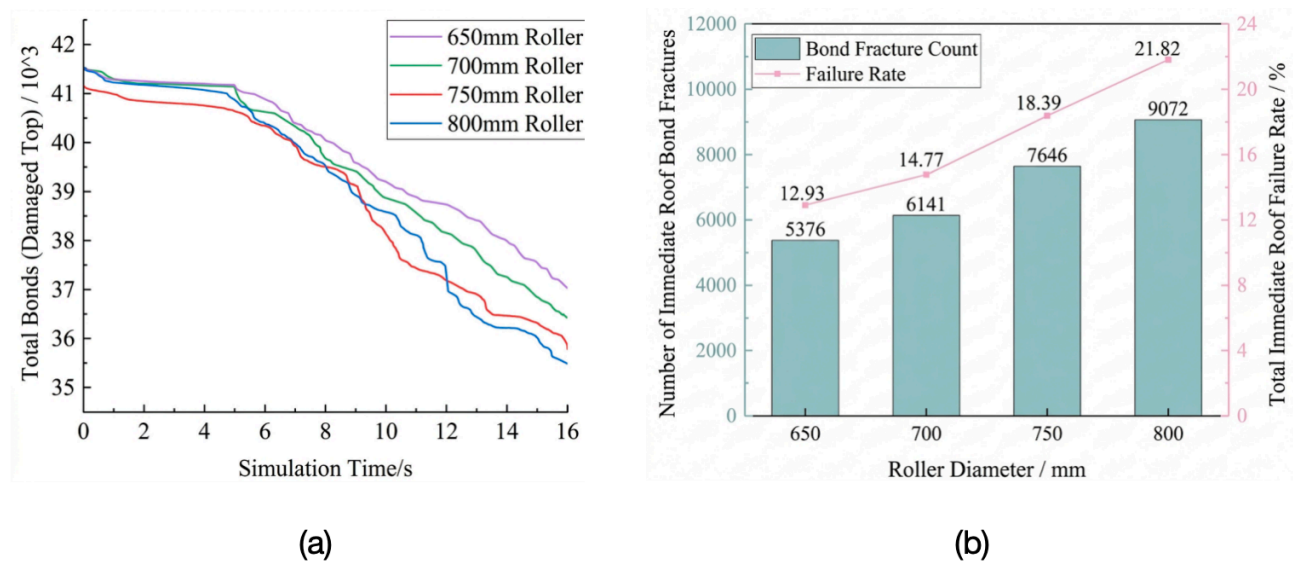 Total Bonds (Damaged Top) / 10^3
42
41
40
39
38
37
36
35
0 2 4 6 8 10 12 14 16
Simulation Time/s
650mm Roller
700mm Roller
750mm Roller
800mm Roller
(a)
Number of Immediate Roof Bond Fractures
12000
10000
8000
6000
4000
2000
0
Bond Fracture Count
Failure Rate
12.93
14.77
18.39
21.82
5376
6141
7646
9072
650 700 750 800
Roller Diameter / mm
24
20
16
12
8
4
0
Total Immediate Roof Failure Rate / %
(b)